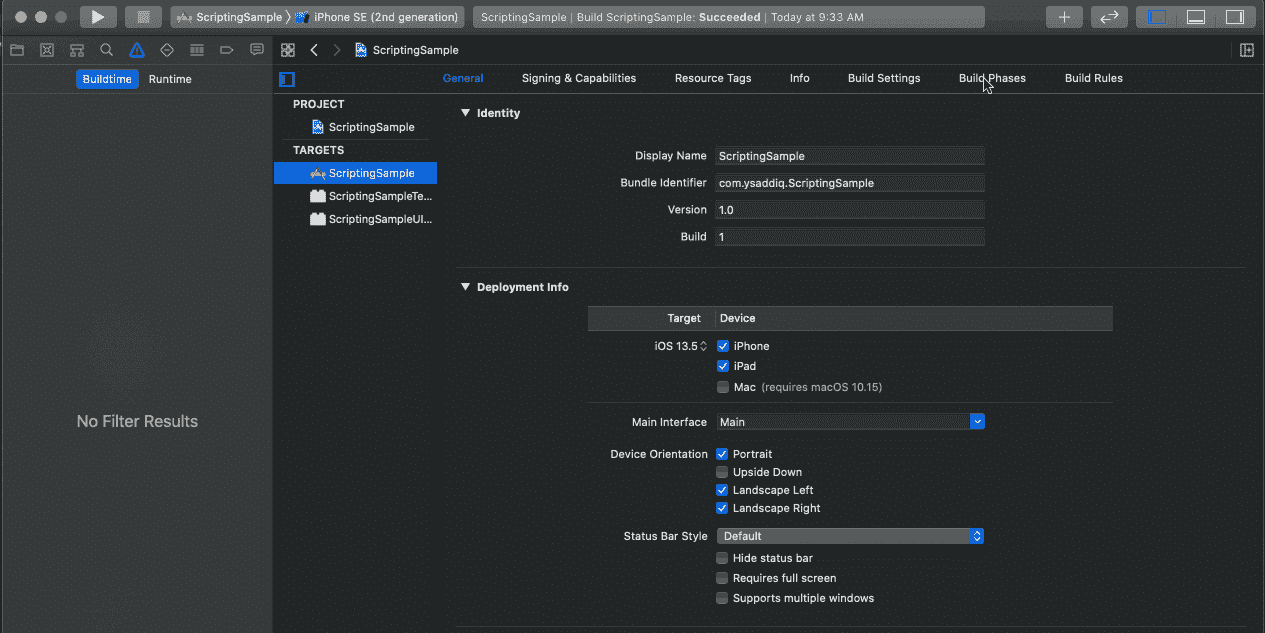 ScriptingSample 〉 iPhone SE (2nd generation)
ScriptingSample | Build ScriptingSample: Succeeded | Today at 9:33 AM
ScriptingSample
Buildtime Runtime
General Signing & Capabilities Resource Tags Info Build Settings Build Phases Build Rules
PROJECT
ScriptingSample
TARGETS
ScriptingSample
ScriptingSampleTe...
ScriptingSampleUI...
No Filter Results
Identity
Display Name ScriptingSample
Bundle Identifier com.ysaddiq.ScriptingSample
Version 1.0
Build 1
Deployment Info
Target Device
iOS 13.5 iPhone
iPad
Mac (requires macOS 10.15)
Main Interface Main
Device Orientation Portrait
Upside Down
Landscape Left
Landscape Right
Status Bar Style Default
Hide status bar
Requires full screen
Supports multiple windows